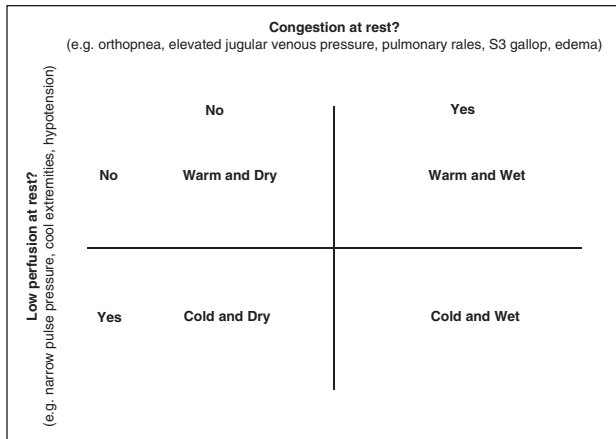 Congestion at rest?
(e.g. orthopnea, elevated jugular venous pressure, pulmonary rales, S3 gallop, edema)
Low perfusion at rest?
(e.g. narrow pulse pressure, cool extremities, hypotension)
No
Yes
No
Warm and Dry
Warm and Wet
Yes
Cold and Dry
Cold and Wet